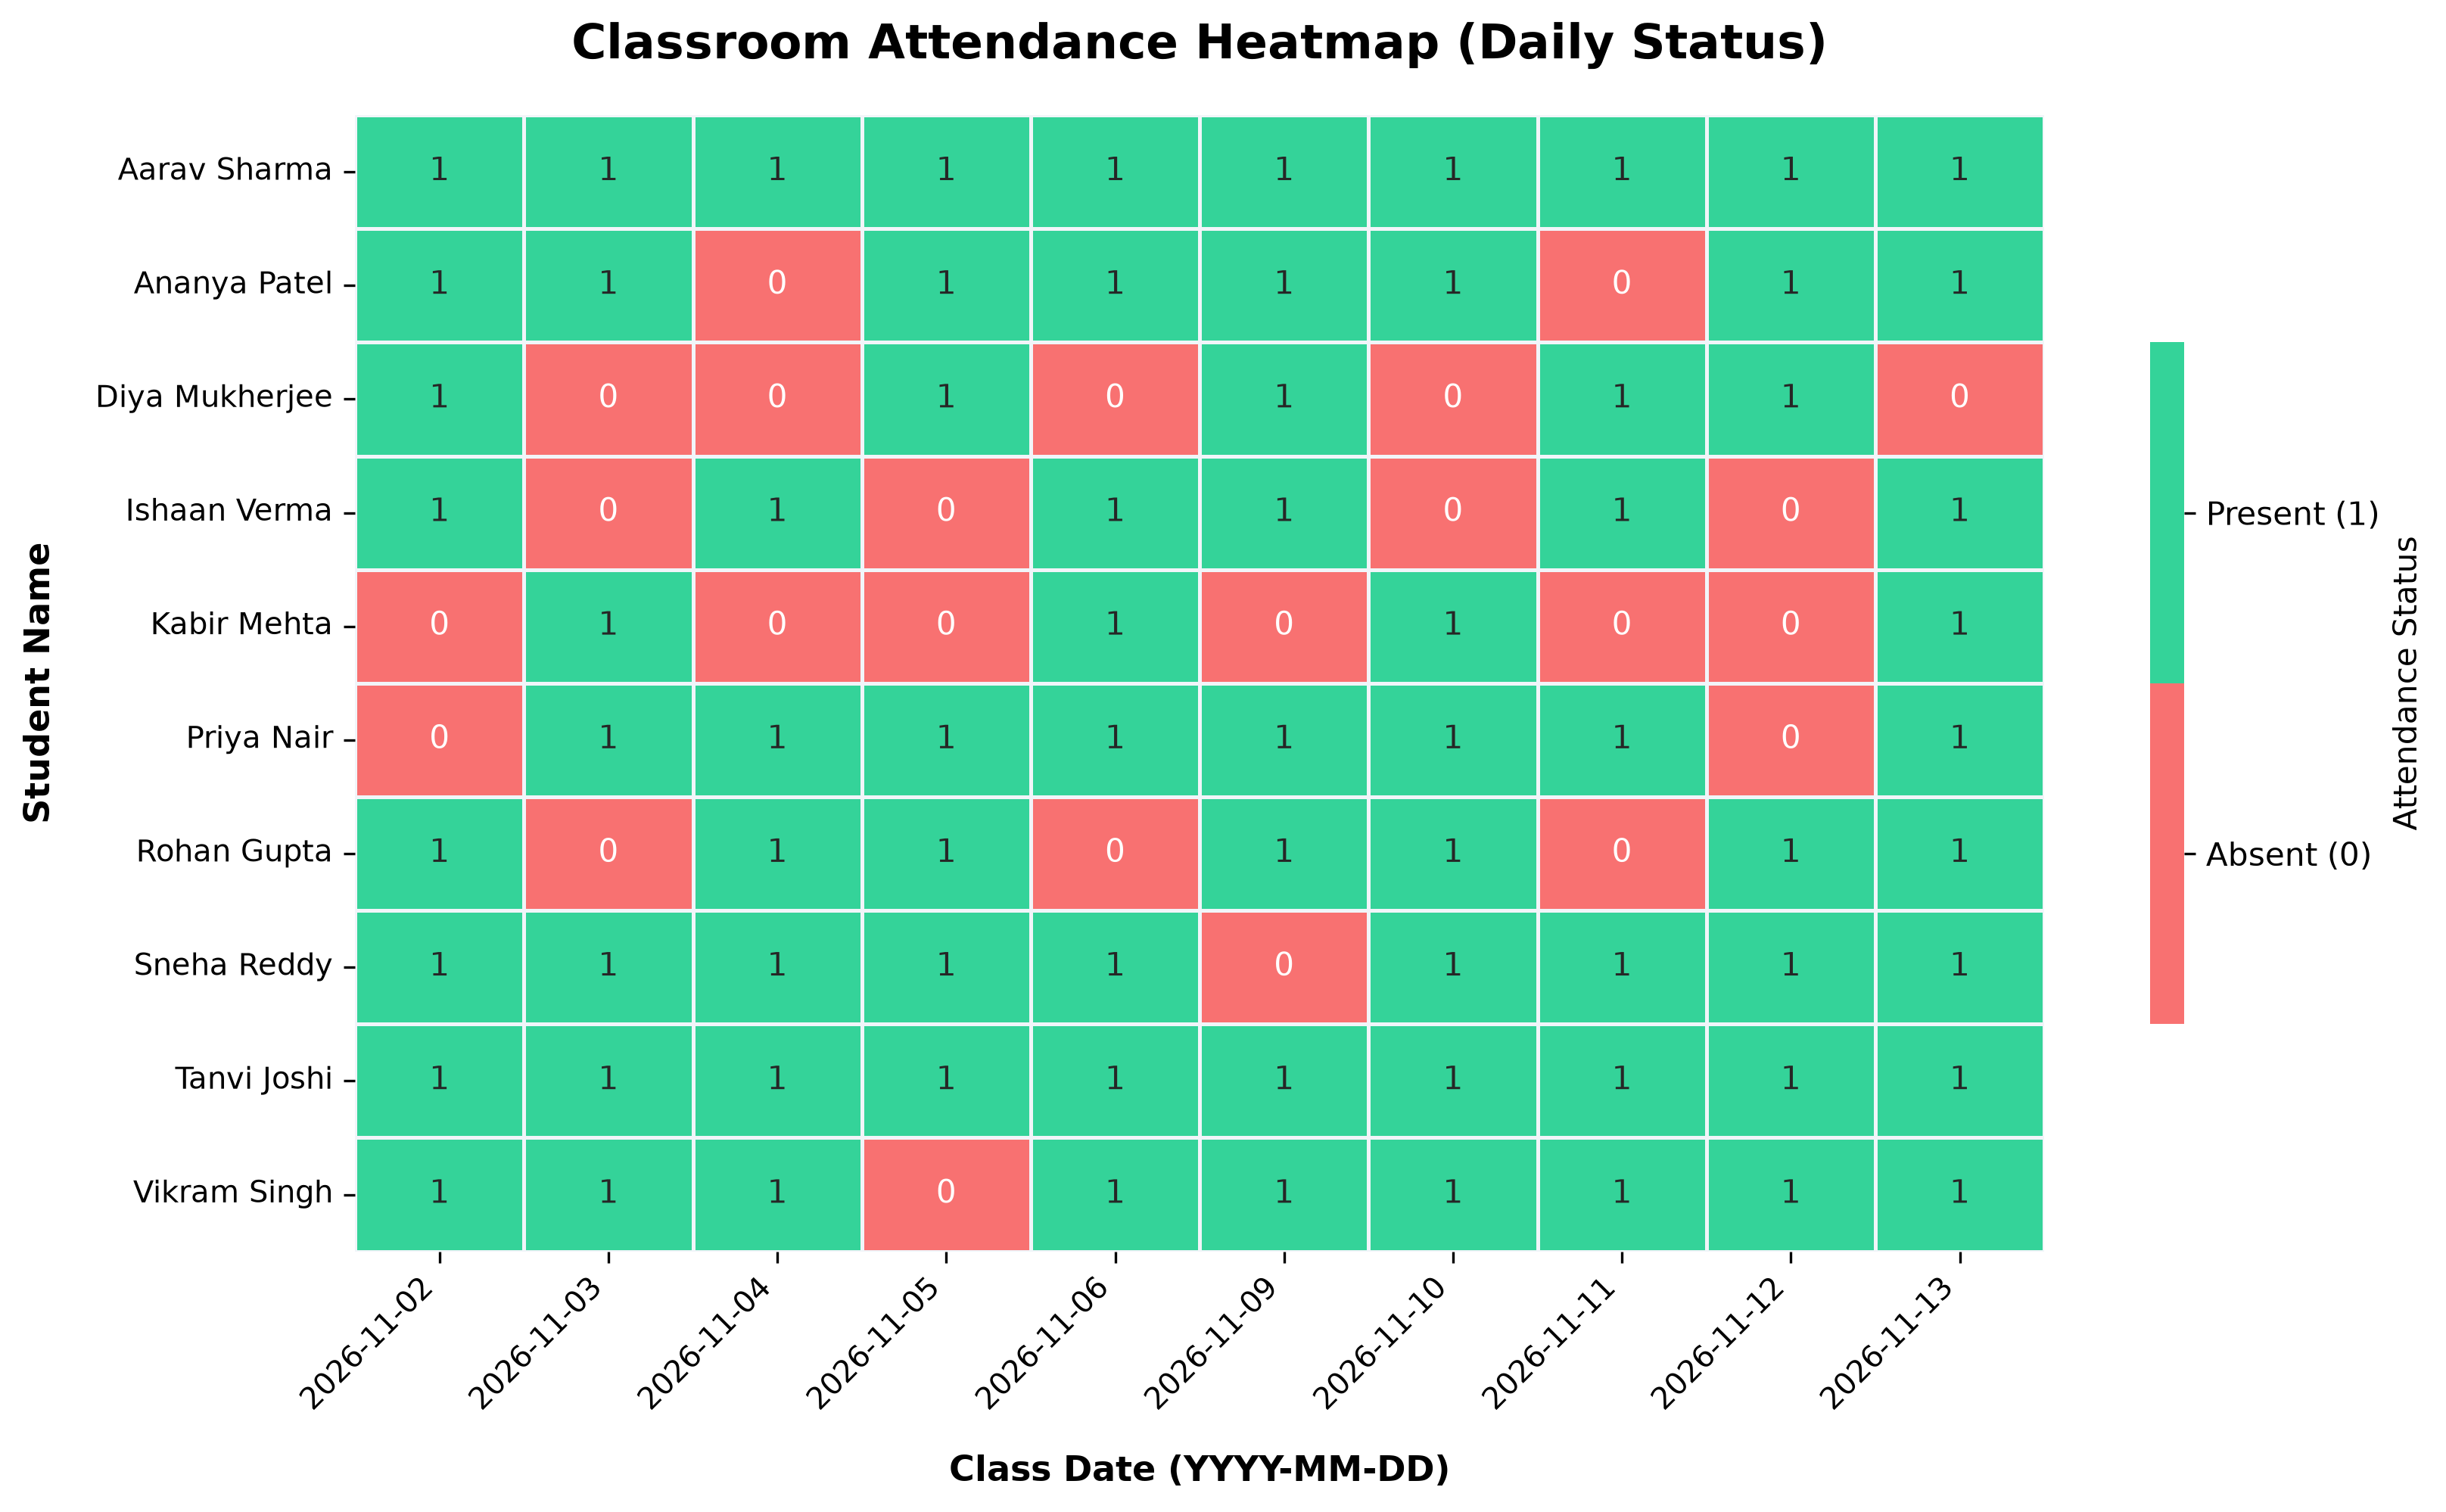 Classroom Attendance Heatmap (Daily Status)
Student Name
Aarav Sharma 1 1 1 1 1 1 1 1 1 1
Ananya Patel 1 1 0 1 1 1 1 0 1 1
Diya Mukherjee 1 0 0 1 0 1 0 1 1 0
Ishaan Verma 1 0 1 0 1 1 0 1 0 1
Kabir Mehta 0 1 0 0 1 0 1 0 0 1
Priya Nair 0 1 1 1 1 1 1 1 0 1
Rohan Gupta 1 0 1 1 0 1 1 0 1 1
Sneha Reddy 1 1 1 1 1 0 1 1 1 1
Tanvi Joshi 1 1 1 1 1 1 1 1 1 1
Vikram Singh 1 1 1 0 1 1 1 1 1 1
2026-11-02 2026-11-03 2026-11-04 2026-11-05 2026-11-06 2026-11-09 2026-11-10 2026-11-11 2026-11-12 2026-11-13
Class Date (YYYY-MM-DD)
Present (1)
Absent (0)
Attendance Status